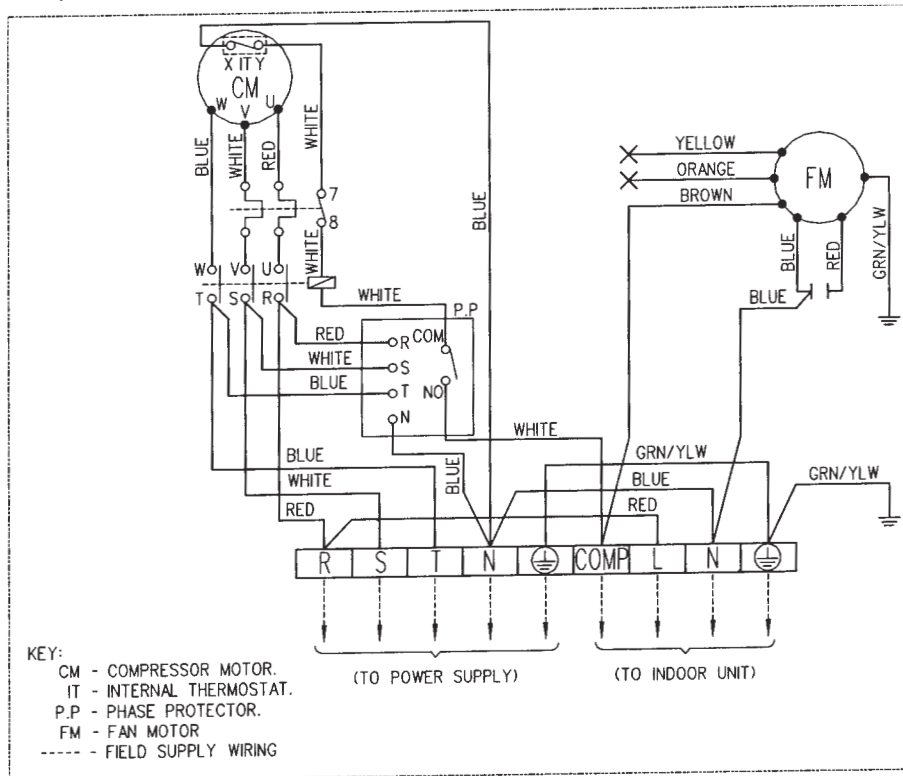 X IT Y
CM
W
V
U
BLUE
WHITE
RED
WHITE
BLUE
7
8
WHITE
W V U
T S R
WHITE
P.P
RED
R
COM
WHITE
S
BLUE
T
NO
N
YELLOW
ORANGE
BROWN
FM
BLUE
RED
GRN/YLW
BLUE
WHITE
BLUE
WHITE
RED
BLUE
GRN/YLW
BLUE
RED
GRN/YLW
R S T N COMP L N
(TO POWER SUPPLY)
(TO INDOOR UNIT)
KEY:
CM - COMPRESSOR MOTOR.
IT - INTERNAL THERMOSTAT.
P.P - PHASE PROTECTOR.
FM - FAN MOTOR
----- - FIELD SUPPLY WIRING